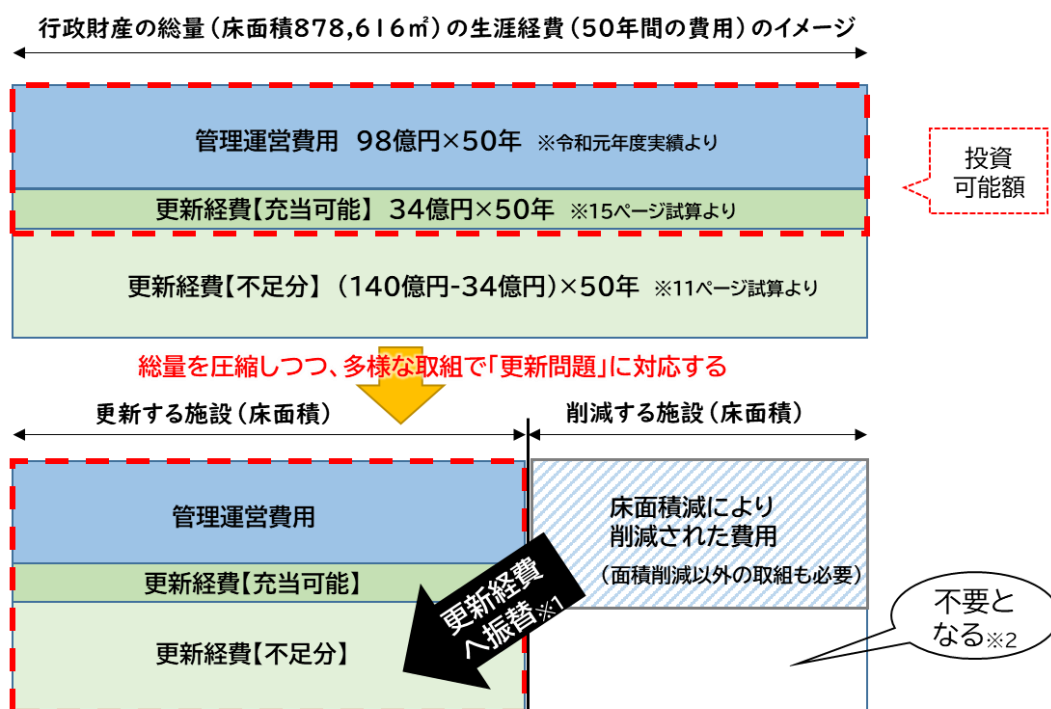 行政財産の総量（床面積878,616㎡）の生涯経費（50年間の費用）のイメージ
管理運営費用 98億円×50年 ※令和元年度実績より
更新経費【充当可能】 34億円×50年 ※15ページ試算より
更新経費【不足分】（140億円-34億円）×50年 ※11ページ試算より
投資
可能額
総量を圧縮しつつ、多様な取組で「更新問題」に対応する
更新する施設（床面積）
削減する施設（床面積）
管理運営費用
更新経費【充当可能】
更新経費【不足分】
更新経費
へ振替※1
床面積減により
削減された費用
（面積削減以外の取組も必要）
不要と
なる※2